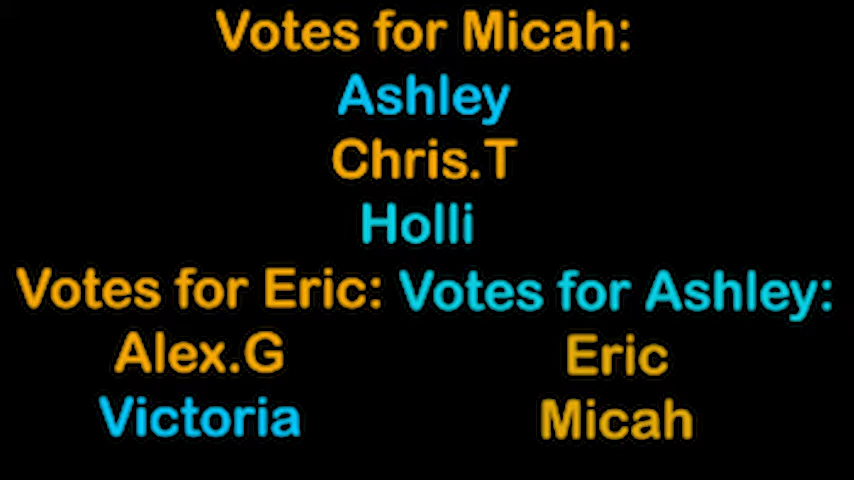 Votes for Micah:
Ashley
Chris.T
Holli
Votes for Eric:
Alex.G
Victoria
Votes for Ashley:
Eric
Micah